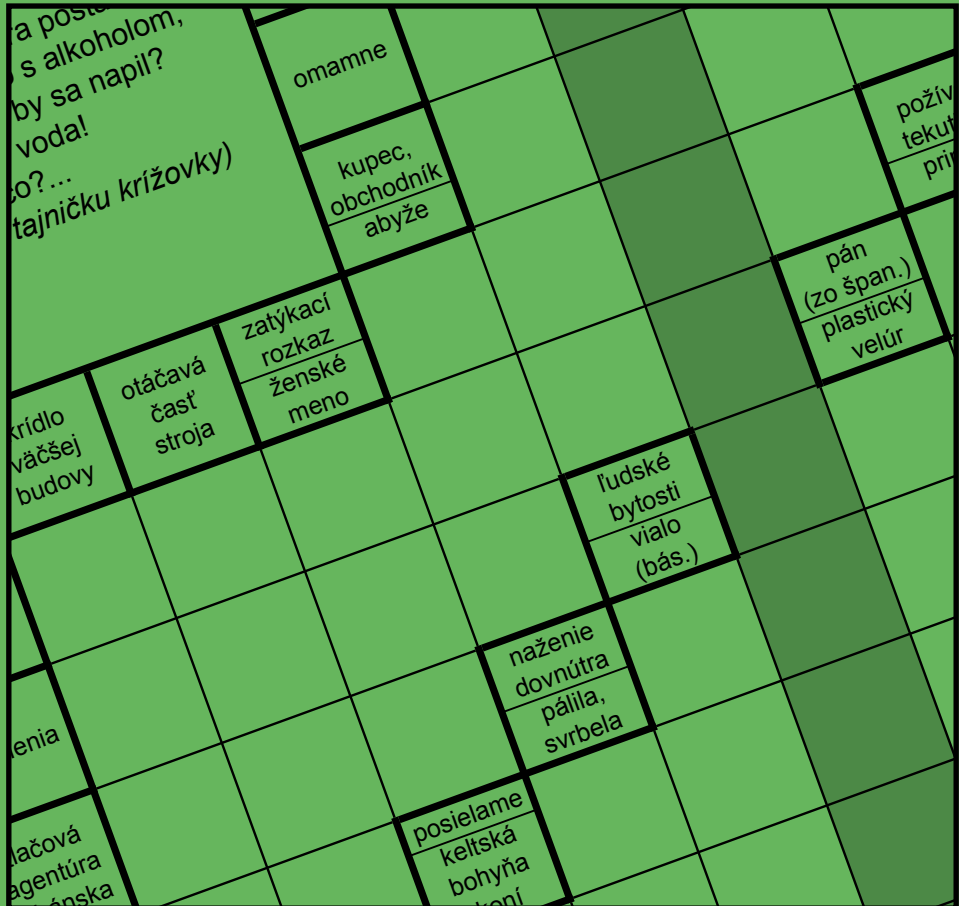 s alkoholom,
by sa napil?
voda!
tajničku krížovky)
omamne
kupec,
obchodník
abyže
pán
(zo špan.)
plastický
velúr
zatýkací
rozkaz
ženské
meno
otáčavá
časť
stroja
krídlo
väčšej
budovy
ľudské
bytosti
vialo
(bás.)
naženie
dovnútra
pálila,
svrbela
posielame
keltská
bohyňa
agentúra